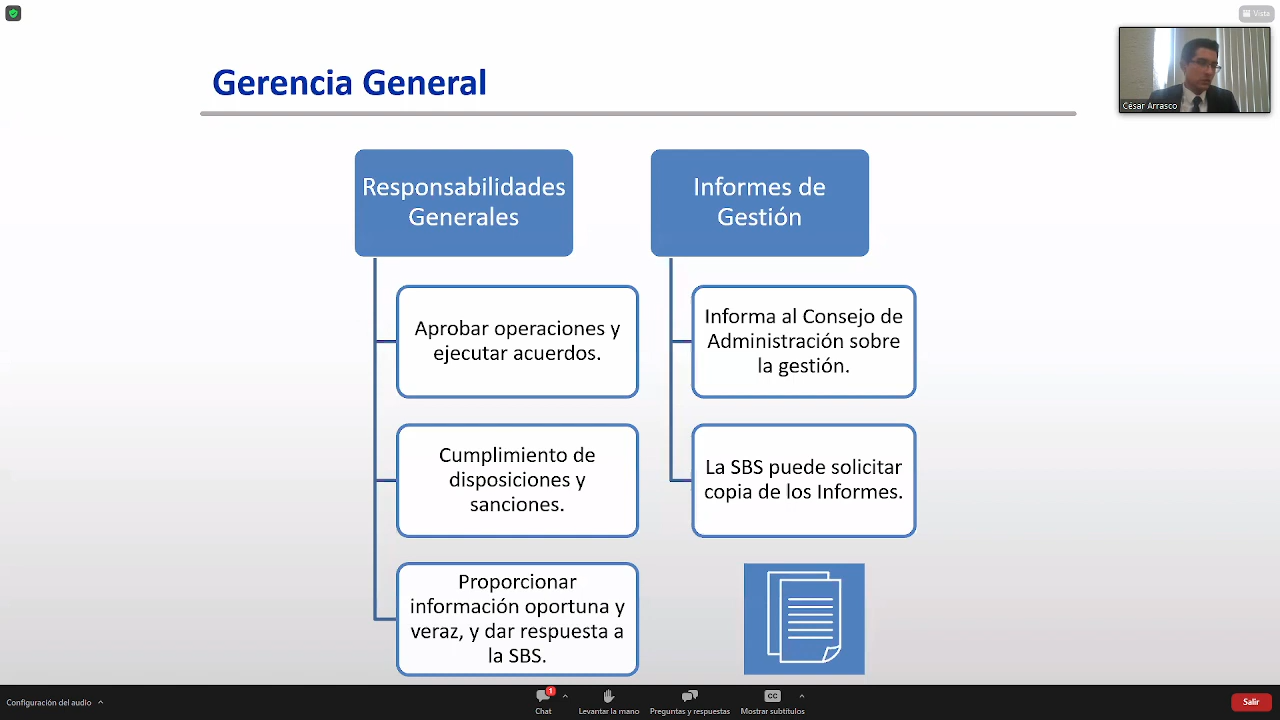 Vista
Gerencia General
César Arrasco
Responsabilidades
Generales
Aprobar operaciones y
ejecutar acuerdos.
Cumplimiento de
disposiciones y
sanciones.
Proporcionar
información oportuna y
veraz, y dar respuesta a
la SBS.
Informes de
Gestión
Informa al Consejo de
Administración sobre
la gestión.
La SBS puede solicitar
copia de los Informes.
Configuración del audio
1
Chat
Levantar la mano
Preguntas y respuestas
CC
Mostrar subtítulos
Salir